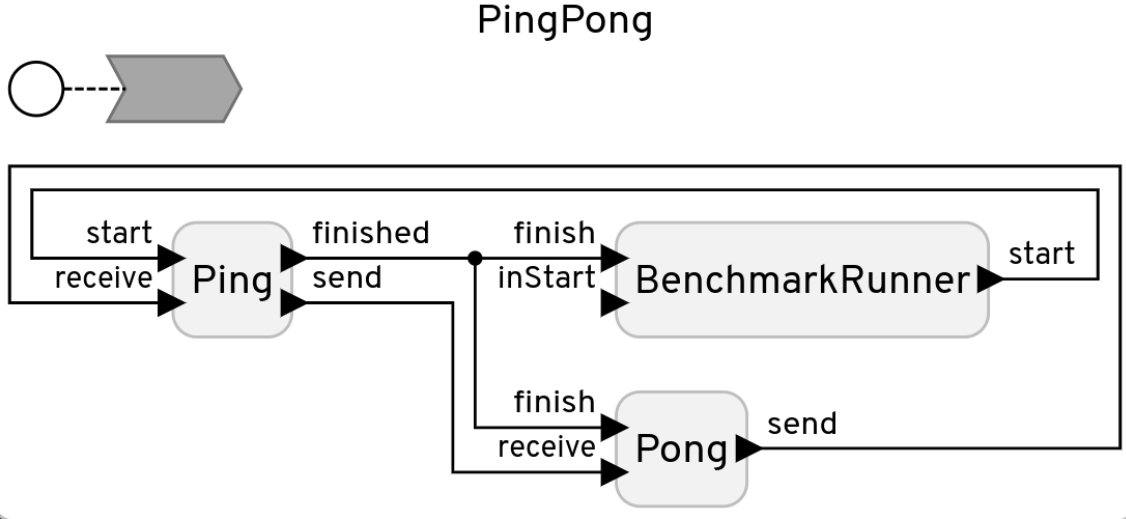 PingPong
start
finished
finish
receive
send
inStart
Ping
BenchmarkRunner
start
finish
receive
Pong
send